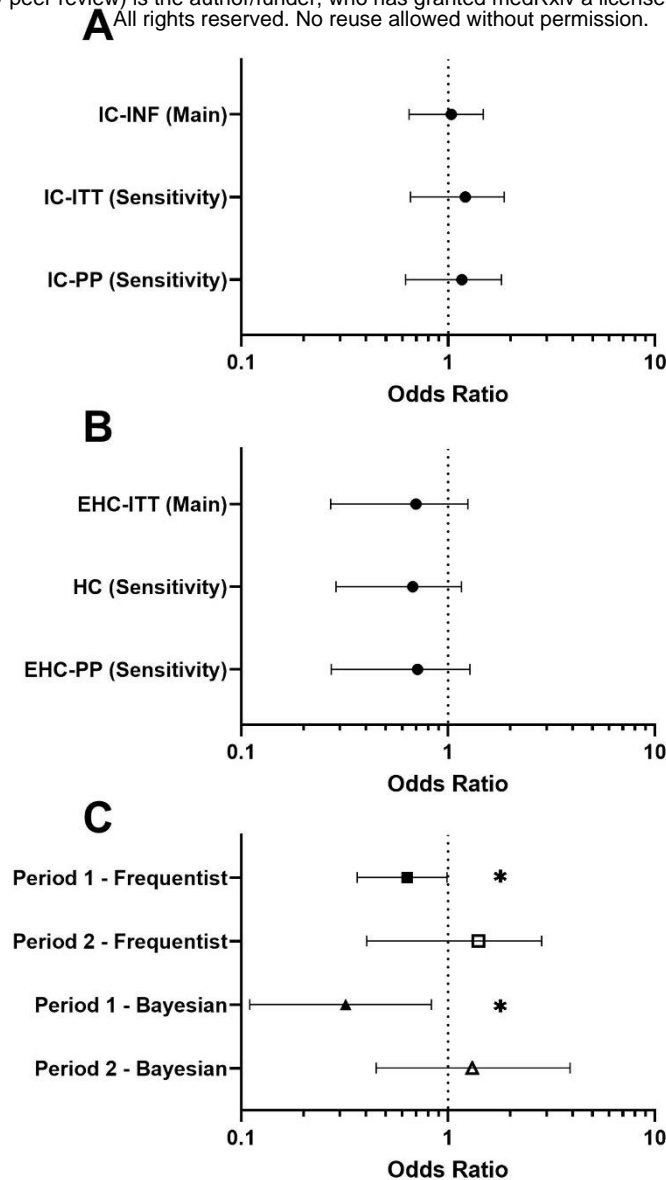 peer review) is the author/funder, who has granted medRxiv a license
All rights reserved. No reuse allowed without permission.
A
IC-INF (Main)
IC-ITT (Sensitivity)
IC-PP (Sensitivity)
0.1 1 10
Odds Ratio
B
EHC-ITT (Main)
HC (Sensitivity)
EHC-PP (Sensitivity)
0.1 1 10
Odds Ratio
C
Period 1 - Frequentist *
Period 2 - Frequentist
Period 1 - Bayesian *
Period 2 - Bayesian
0.1 1 10
Odds Ratio